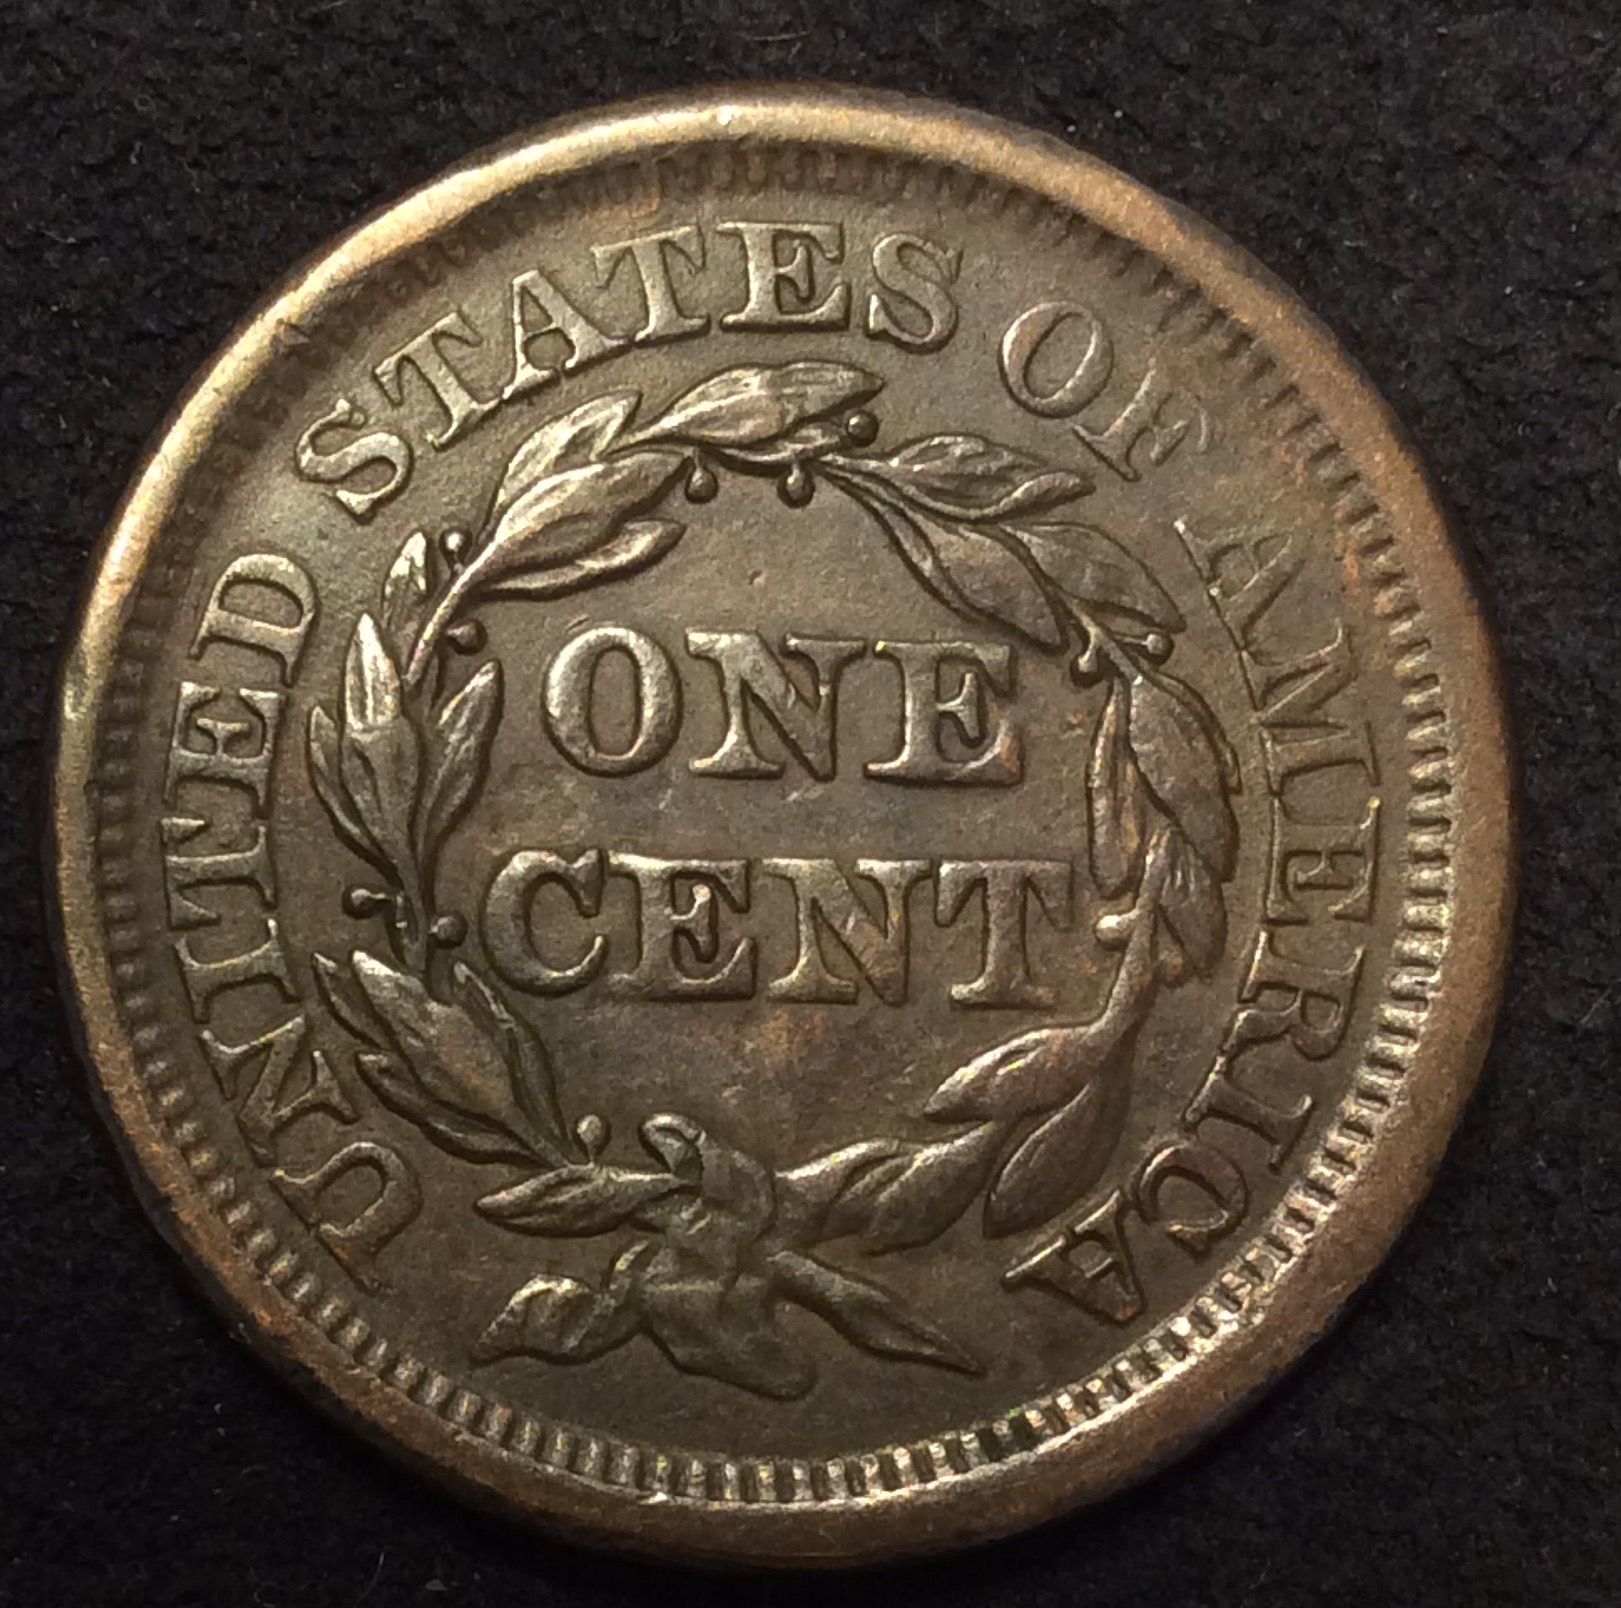 UNITED STATES OF AMERICA
ONE
CENT